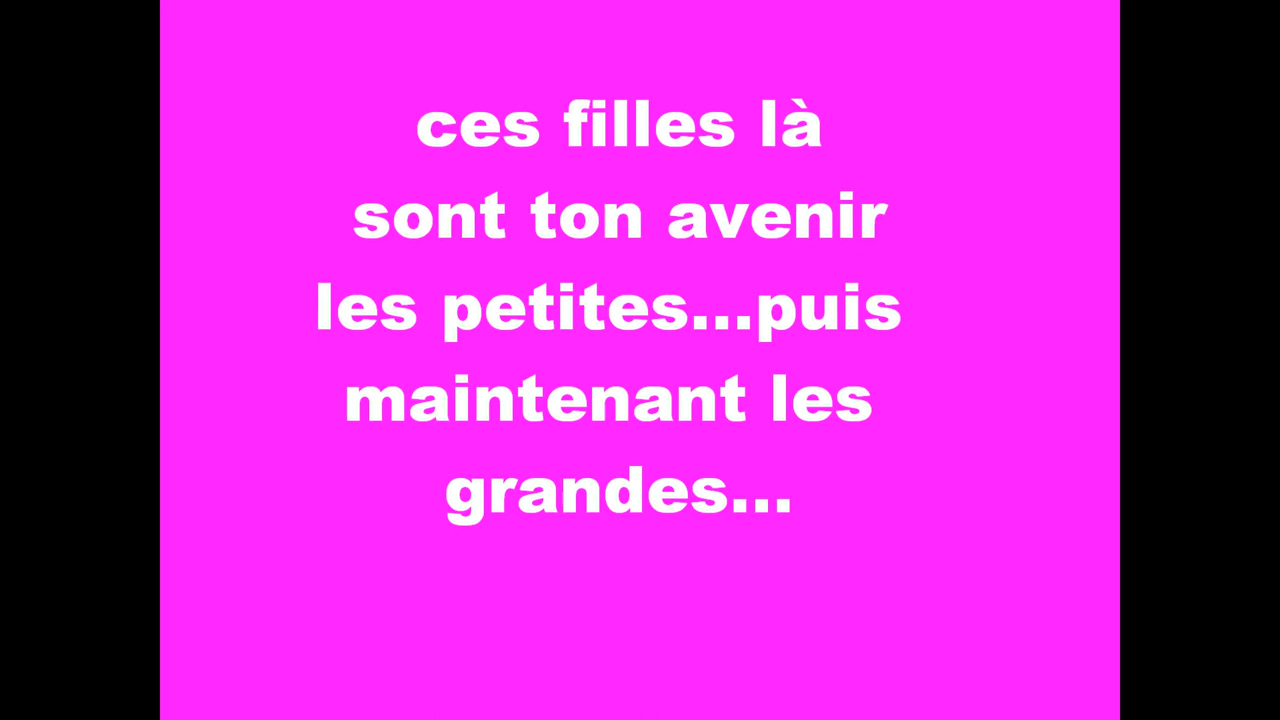 ces filles là
sont ton avenir
les petites...puis
maintenant les
grandes...